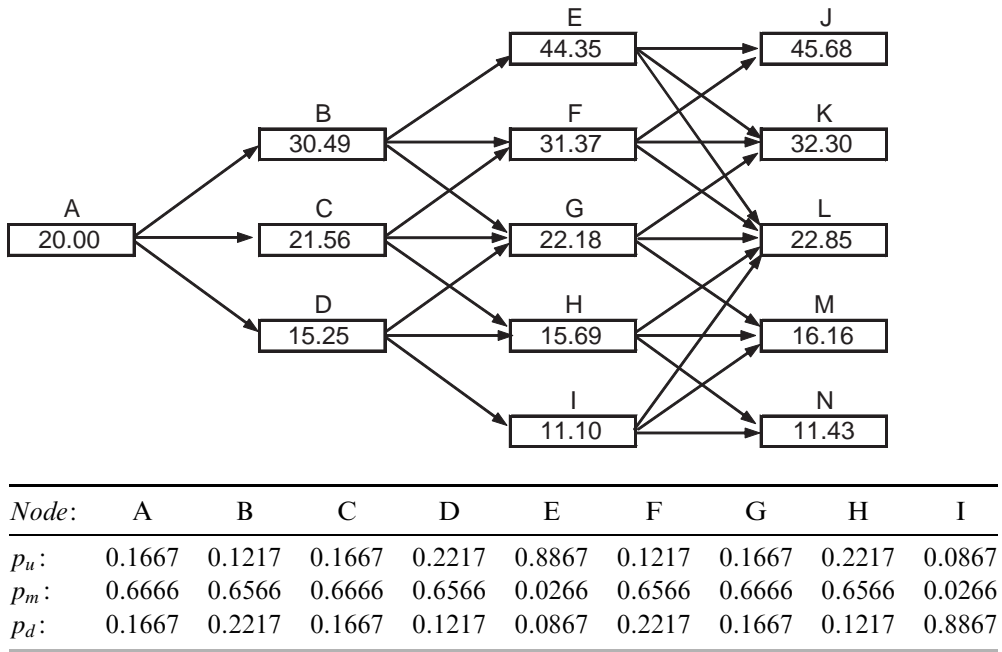 E J
44.35 45.68
B F K
30.49 31.37 32.30
A C G L
20.00 21.56 22.18 22.85
D H M
15.25 15.69 16.16
I N
11.10 11.43
Node: A B C D E F G H I
p_u: 0.1667 0.1217 0.1667 0.2217 0.8867 0.1217 0.1667 0.2217 0.0867
p_m: 0.6666 0.6566 0.6666 0.6566 0.0266 0.6566 0.6666 0.6566 0.0266
p_d: 0.1667 0.2217 0.1667 0.1217 0.0867 0.2217 0.1667 0.1217 0.8867